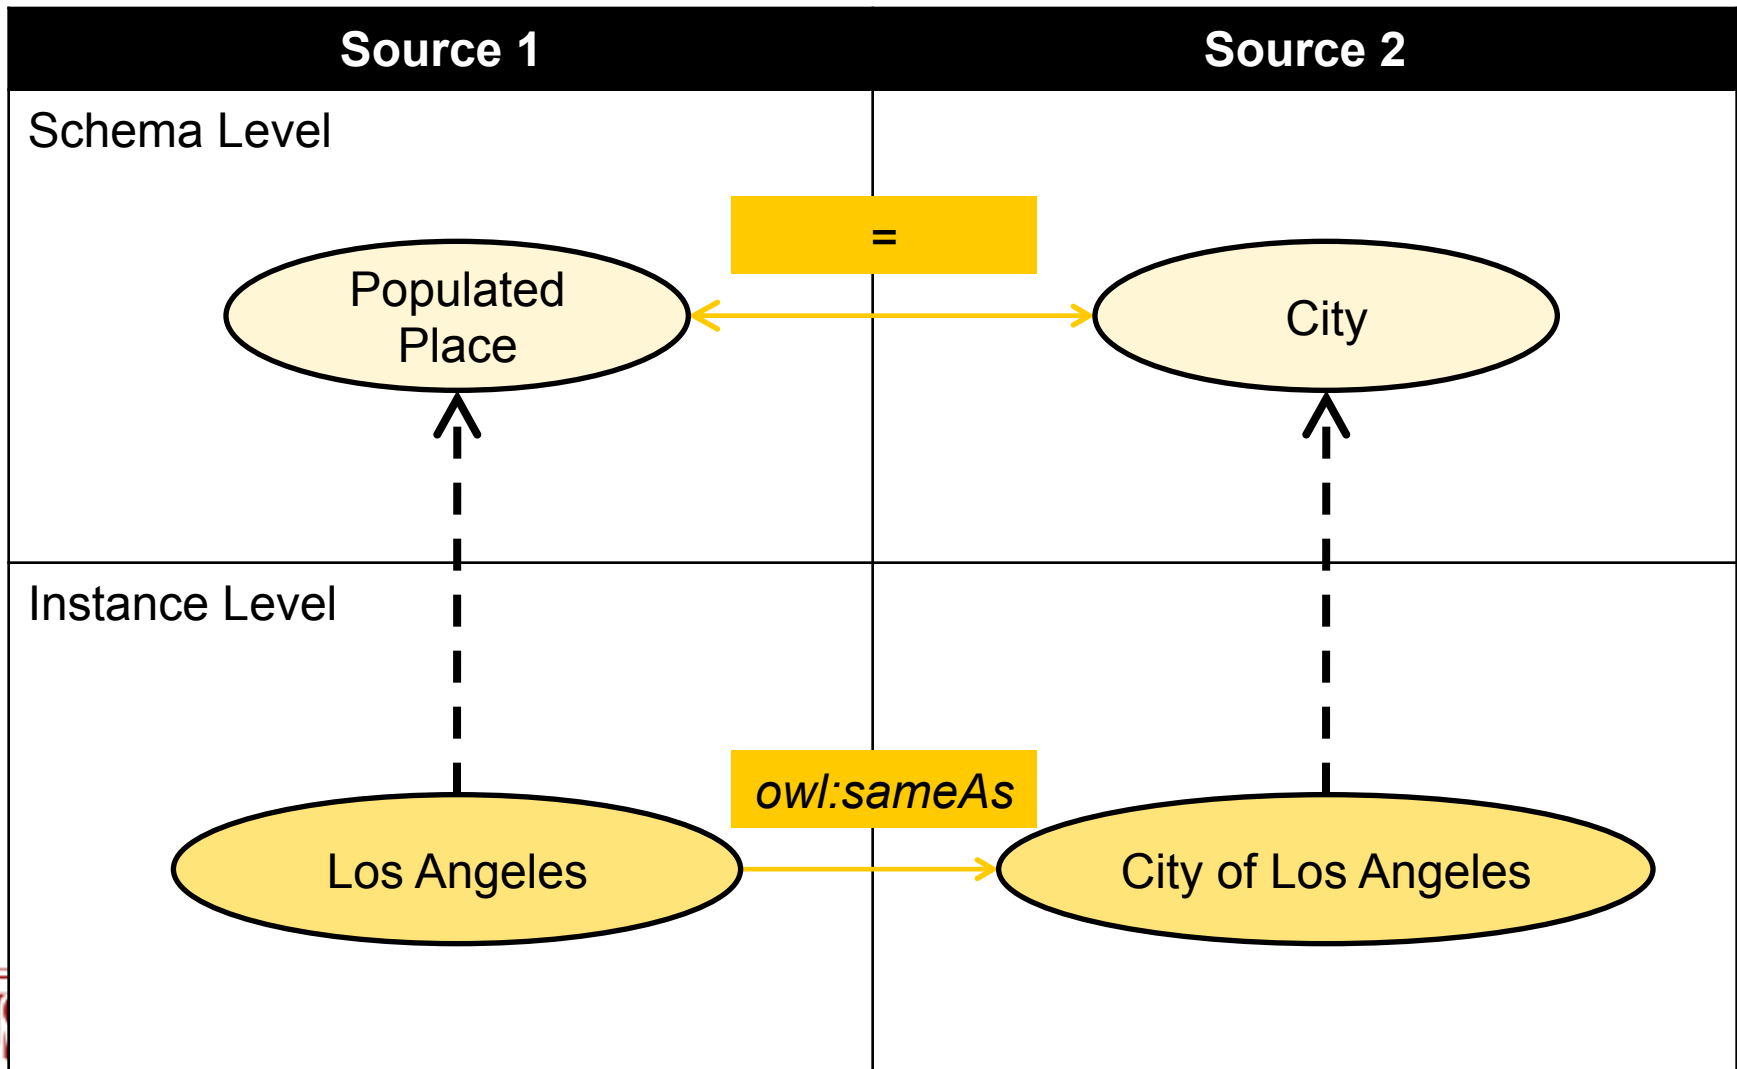 Source 1
Source 2
Schema Level
=
Populated
Place
City
Instance Level
owl:sameAs
Los Angeles
City of Los Angeles